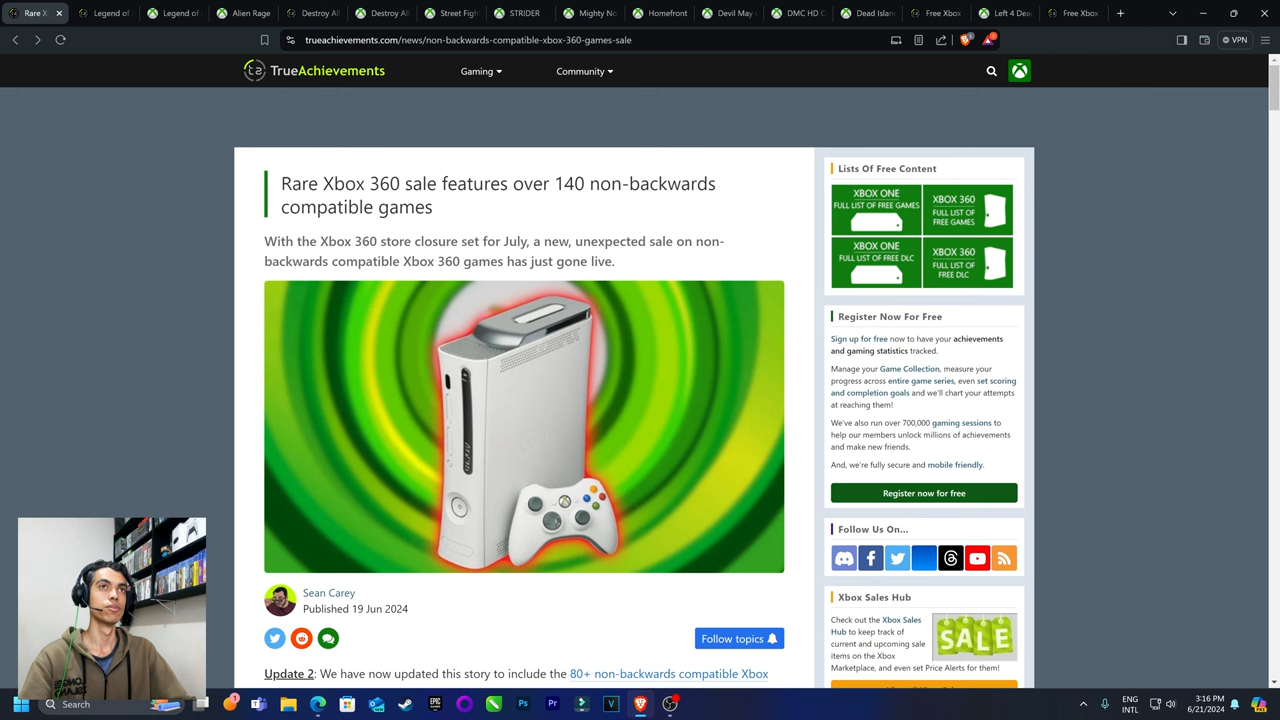 Rare X
Legend of
Legend of
Alien Rage
Destroy All
Destroy All
Street Figh
STRIDER
Mighty No
Homefront
Devil May C
DMC HD C
Dead Island
Free Xbox
Left 4 Dea
Free Xbox
trueachievements.com/news/non-backwards-compatible-xbox-360-games-sale
VPN
TrueAchievements
Gaming
Community
Rare Xbox 360 sale features over 140 non-backwards
compatible games
With the Xbox 360 store closure set for July, a new, unexpected sale on non-
backwards compatible Xbox 360 games has just gone live.
Sean Carey
Published 19 Jun 2024
Follow topics
Update 2: We have now updated this story to include the 80+ non-backwards compatible Xbox
Lists Of Free Content
XBOX ONE
FULL LIST OF FREE GAMES
XBOX 360
FULL LIST OF
FREE GAMES
XBOX ONE
FULL LIST OF FREE DLC
XBOX 360
FULL LIST OF
FREE DLC
Register Now For Free
Sign up for free now to have your achievements
and gaming statistics tracked.
Manage your Game Collection, measure your
progress across entire game series, even set scoring
and completion goals and we'll chart your attempts
at reaching them!
We've also run over 700,000 gaming sessions to
help our members unlock millions of achievements
and make new friends.
And, we're fully secure and mobile friendly.
Register now for free
Follow Us On...
Xbox Sales Hub
Check out the Xbox Sales
Hub to keep track of
current and upcoming sale
items on the Xbox
Marketplace, and even set Price Alerts for them!
SALE
Search
1
ENG
INTL
3:16 PM
6/21/2024